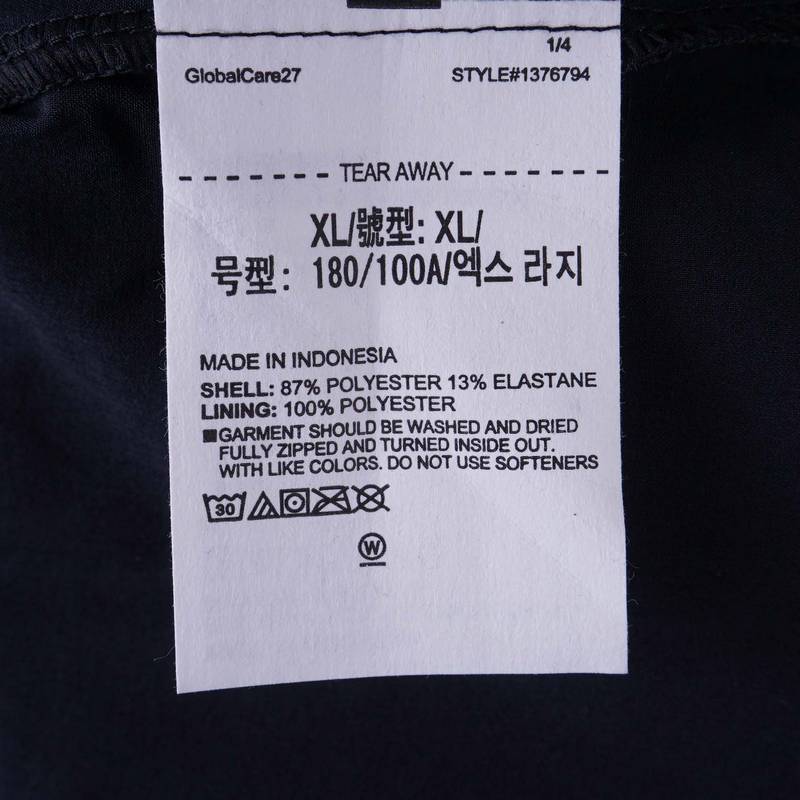 1/4
GlobalCare27 STYLE#1376794
TEAR AWAY
XL/號型: XL/
号型: 180/100A/엑스 라지
MADE IN INDONESIA
SHELL: 87% POLYESTER 13% ELASTANE
LINING: 100% POLYESTER
■GARMENT SHOULD BE WASHED AND DRIED
FULLY ZIPPED AND TURNED INSIDE OUT.
WITH LIKE COLORS. DO NOT USE SOFTENERS
30
W